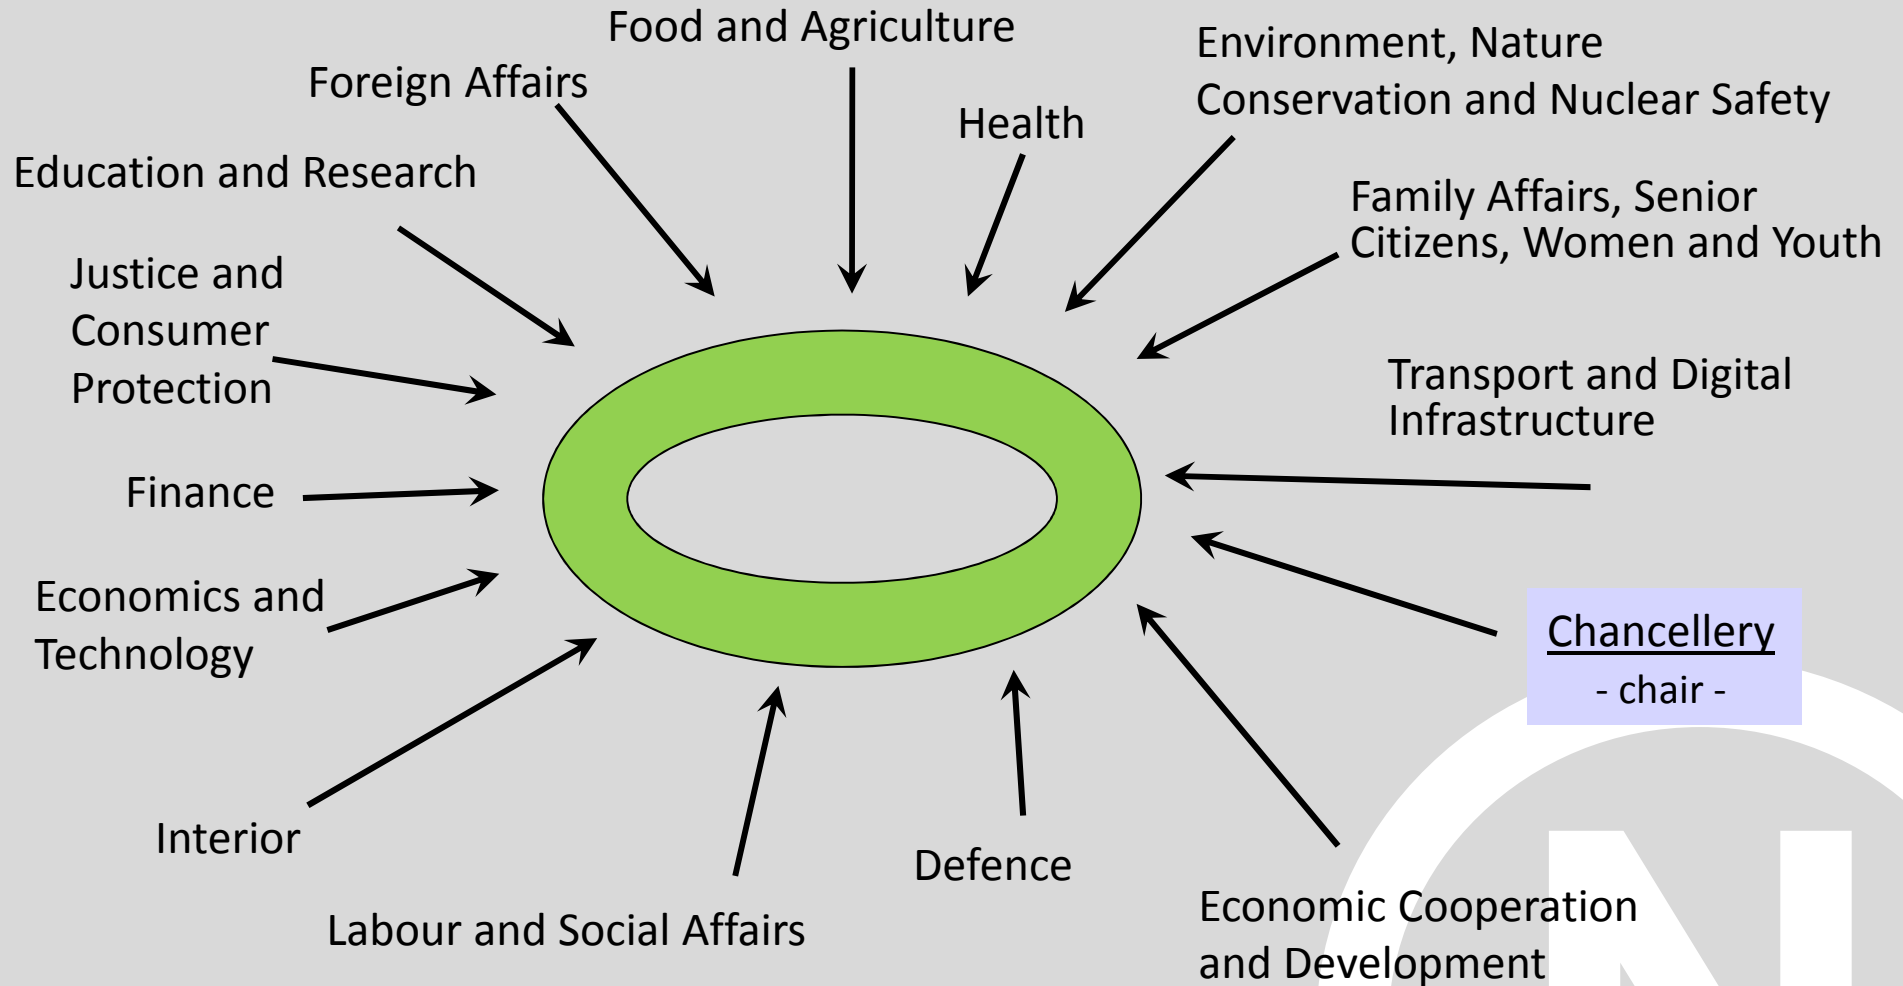 Food and Agriculture
Environment, Nature
Conservation and Nuclear Safety
Foreign Affairs
Health
Education and Research
Family Affairs, Senior
Citizens, Women and Youth
Justice and
Consumer
Protection
Transport and Digital
Infrastructure
Finance
Economics and
Technology
Chancellery
- chair -
Interior
Defence
Labour and Social Affairs
Economic Cooperation
and Development
N